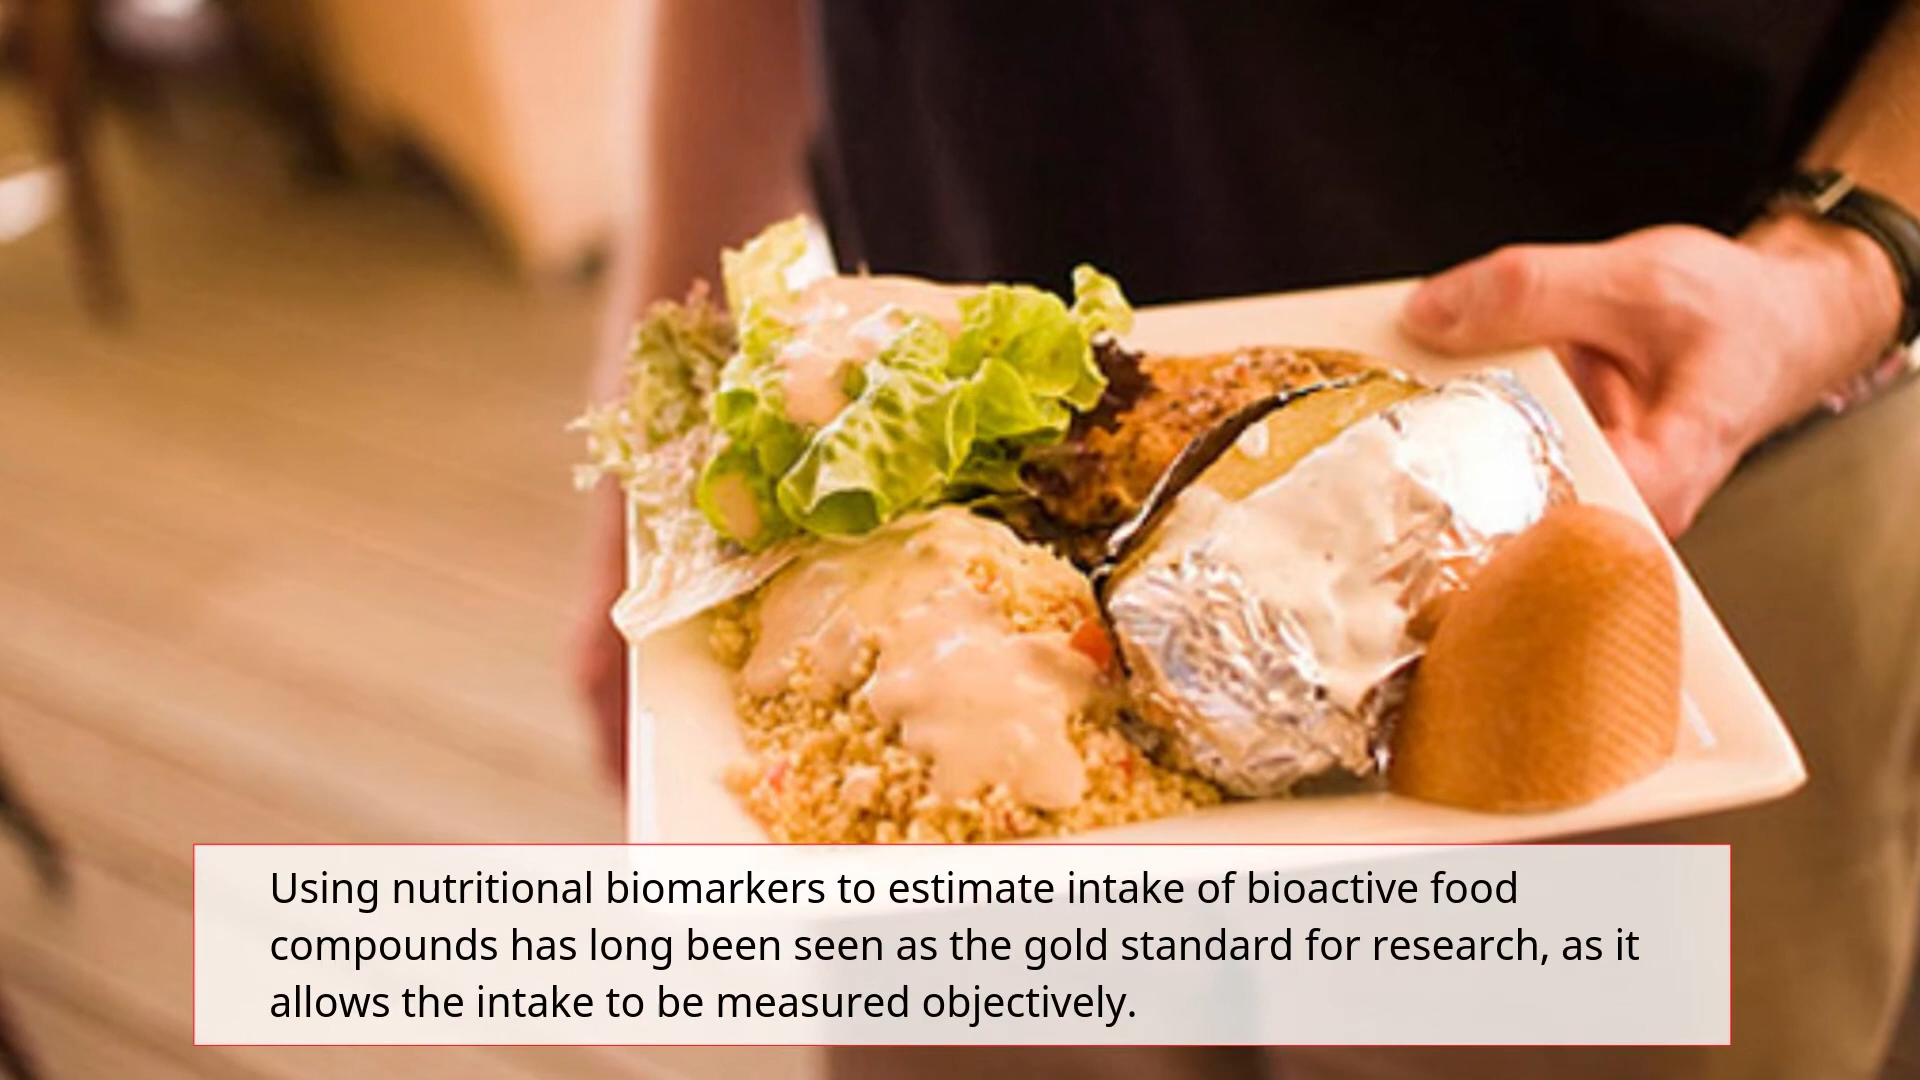 Using nutritional biomarkers to estimate intake of bioactive food
compounds has long been seen as the gold standard for research, as it
allows the intake to be measured objectively.